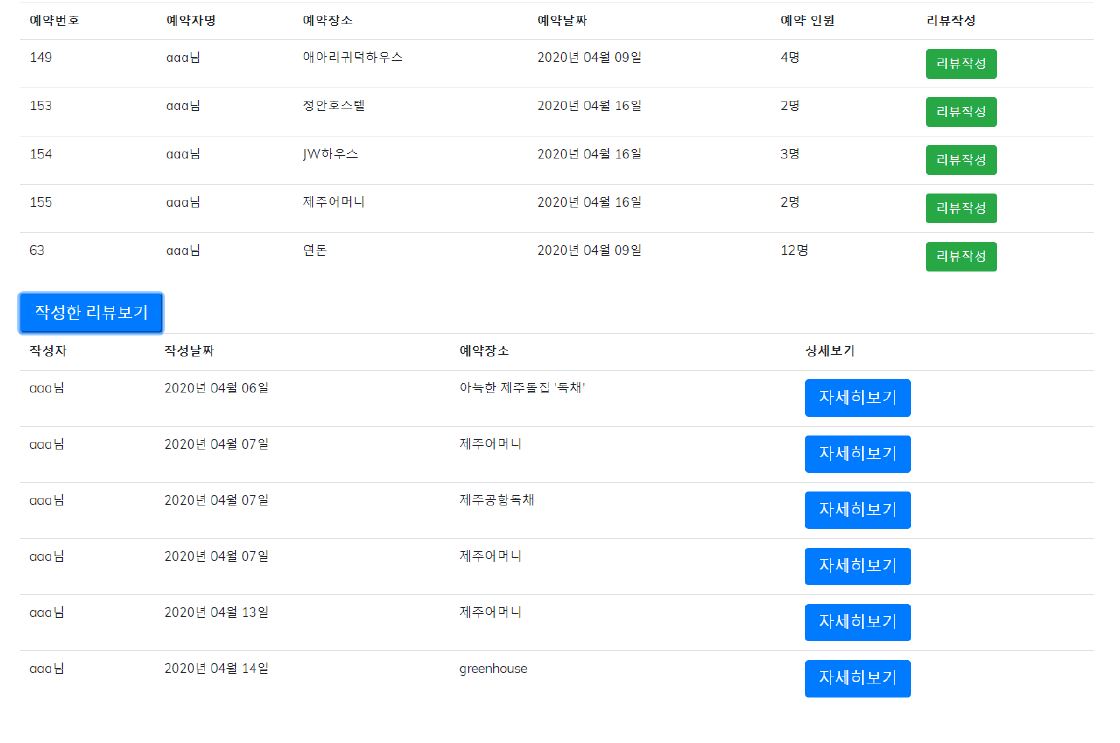 예약번호 예약자명 예약장소 예약날짜 예약 인원 리뷰작성
149 aaa님 애아리귀덕하우스 2020년 04월 09일 4명 리뷰작성
153 aaa님 정안호스텔 2020년 04월 16일 2명 리뷰작성
154 aaa님 JW하우스 2020년 04월 16일 3명 리뷰작성
155 aaa님 제주어머니 2020년 04월 16일 2명 리뷰작성
63 aaa님 연돈 2020년 04월 09일 12명 리뷰작성
작성한 리뷰보기
작성자 작성날짜 예약장소 상세보기
aaa님 2020년 04월 06일 아늑한 제주돌집 '독채' 자세히보기
aaa님 2020년 04월 07일 제주어머니 자세히보기
aaa님 2020년 04월 07일 제주공항독채 자세히보기
aaa님 2020년 04월 07일 제주어머니 자세히보기
aaa님 2020년 04월 13일 제주어머니 자세히보기
aaa님 2020년 04월 14일 greenhouse 자세히보기